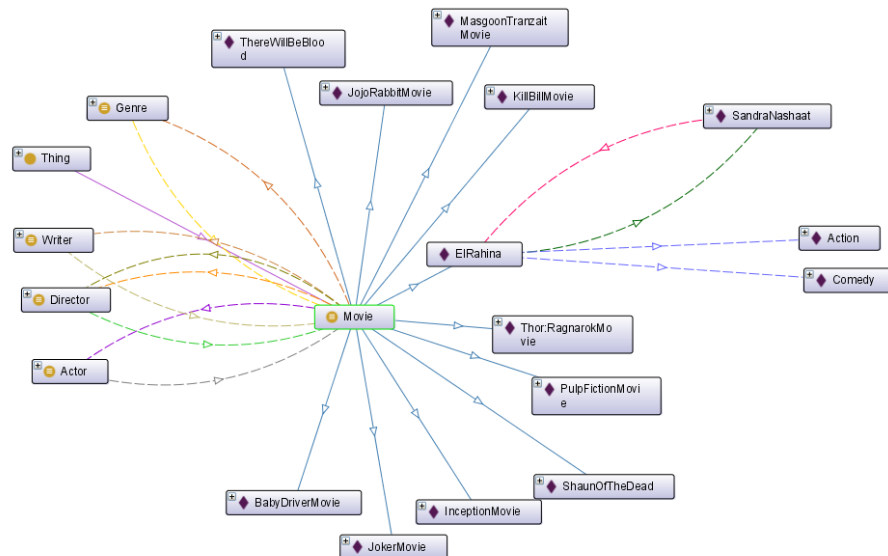 MasgoonTranzait
Movie
ThereWillBeBloo
d
JojoRabbitMovie
KillBillMovie
Genre
SandraNashaat
Thing
Writer
Action
ElRahina
Comedy
Director
Movie
Thor:RagnarokMo
vie
Actor
PulpFictionMovi
e
ShaunOfTheDead
BabyDriverMovie
InceptionMovie
JokerMovie